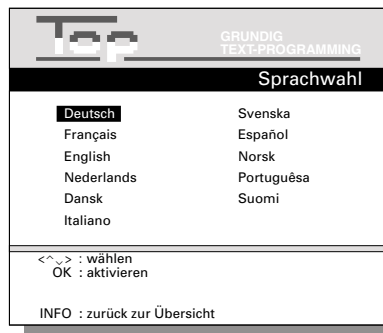 Top
GRUNDIG
TEXT-PROGRAMMING
Sprachwahl
Deutsch
Français
English
Nederlands
Dansk
Italiano
Svenska
Español
Norsk
Portuguêsa
Suomi
<^⌄> : wählen
OK : aktivieren
INFO : zurück zur Übersicht